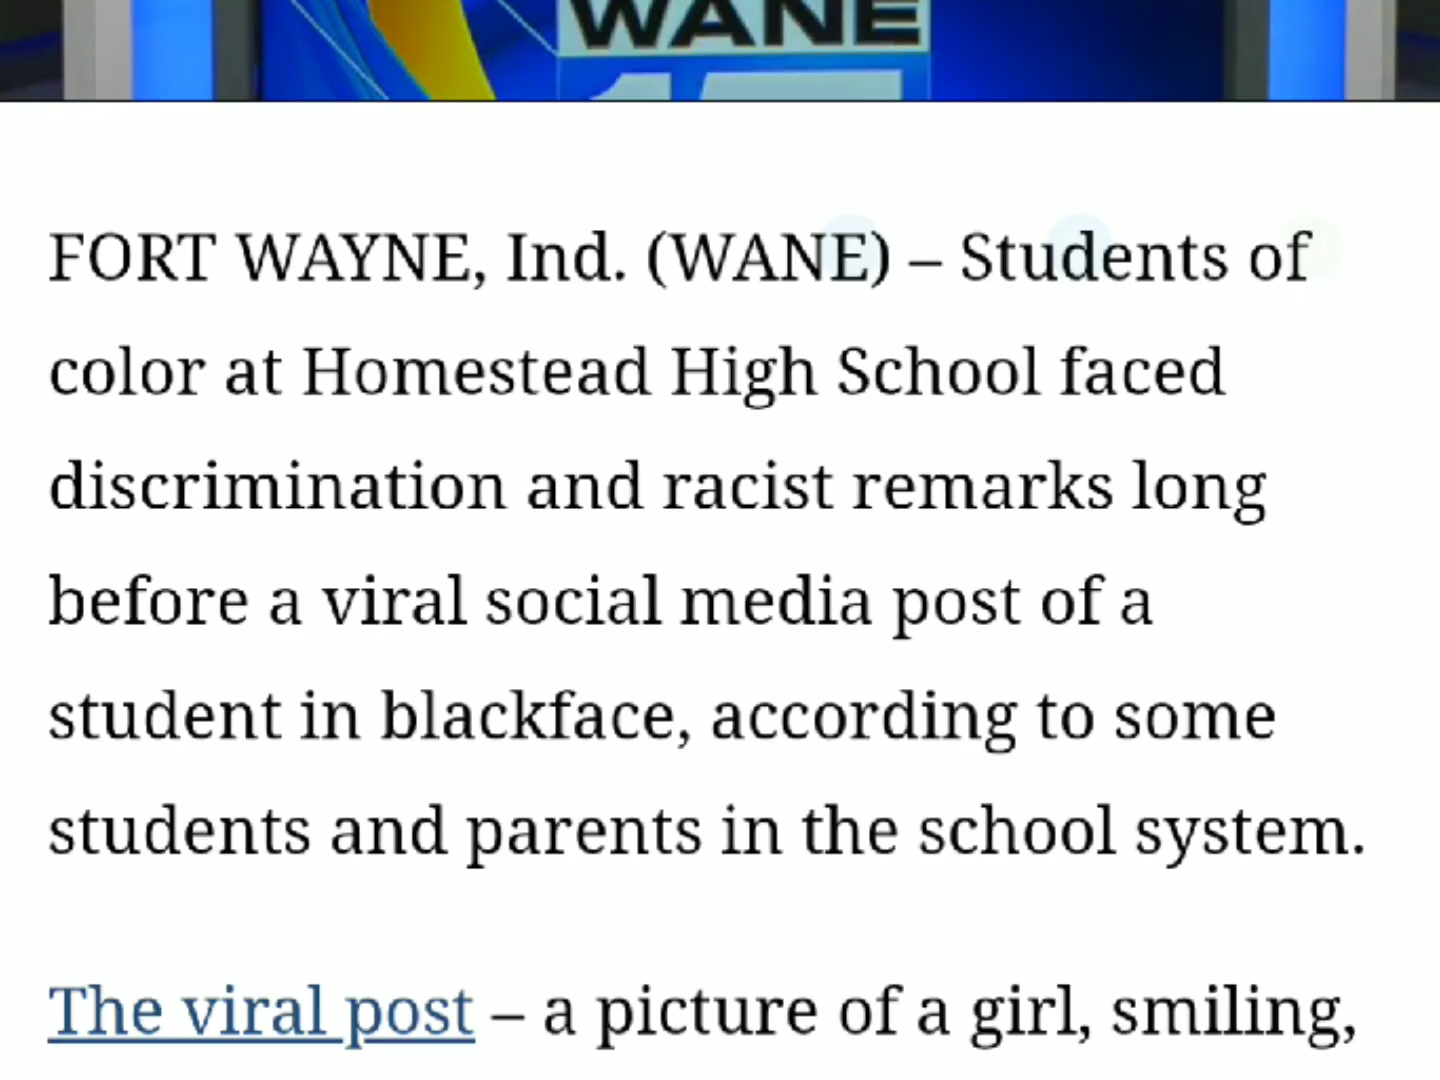 WANE
15
FORT WAYNE, Ind. (WANE) – Students of
color at Homestead High School faced
discrimination and racist remarks long
before a viral social media post of a
student in blackface, according to some
students and parents in the school system.
The viral post – a picture of a girl, smiling,